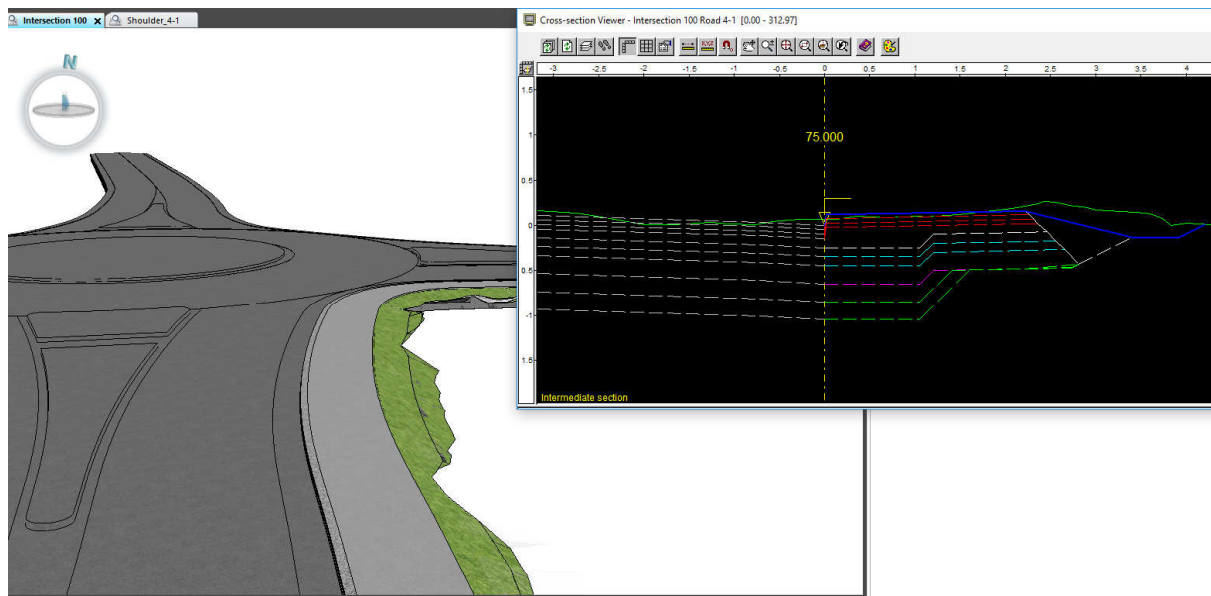 Intersection 100 x Shoulder_4-1
N
Cross-section Viewer - Intersection 100 Road 4-1 [0.00 - 312.97]
XYZ
-3 -2.5 -2 -1.5 -1 -0.5 0 0.5 1 1.5 2 2.5 3 3.5 4
1.5
1
0.5
0
0.5
-1
1.5
75.000
Intermediate section